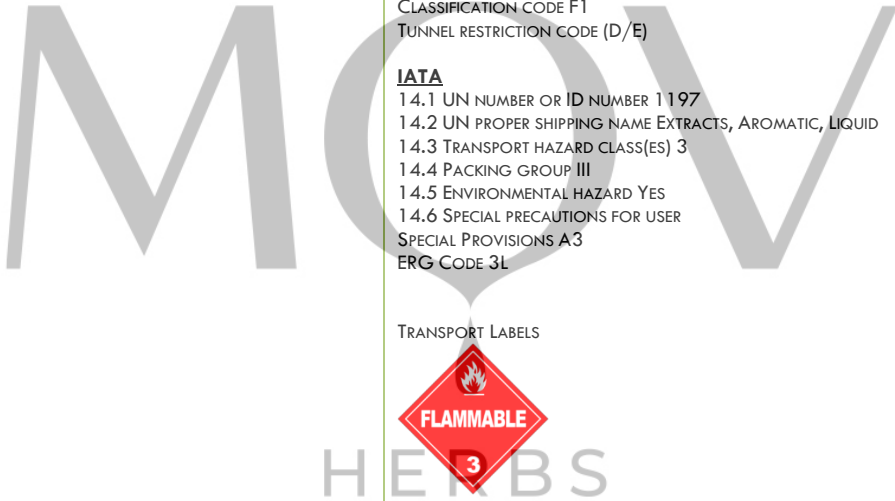 CLASSIFICATION CODE F1
TUNNEL RESTRICTION CODE (D/E)
IATA
14.1 UN NUMBER OR ID NUMBER 1197
14.2 UN PROPER SHIPPING NAME EXTRACTS, AROMATIC, LIQUID
14.3 TRANSPORT HAZARD CLASS(ES) 3
14.4 PACKING GROUP III
14.5 ENVIRONMENTAL HAZARD YES
14.6 SPECIAL PRECAUTIONS FOR USER
SPECIAL PROVISIONS A3
ERG CODE 3L
TRANSPORT LABELS
FLAMMABLE
3
MOV
HERBS